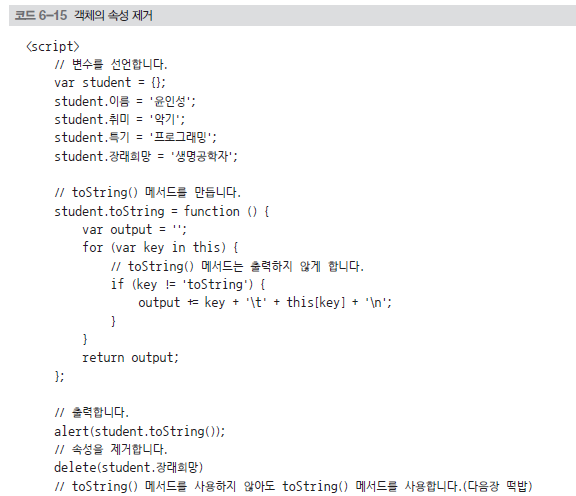 코드 6-15 객체의 속성 제거
<script>
// 변수를 선언합니다.
var student = {};
student.이름 = '윤인성';
student.취미 = '악기';
student.특기 = '프로그래밍';
student.장래희망 = '생명공학자';
// toString() 메서드를 만듭니다.
student.toString = function () {
var output = '';
for (var key in this) {
// toString() 메서드는 출력하지 않게 합니다.
if (key != 'toString') {
output += key + '\t' + this[key] + '\n';
}
}
return output;
};
// 출력합니다.
alert(student.toString());
// 속성을 제거합니다.
delete(student.장래희망)
// toString() 메서드를 사용하지 않아도 toString() 메서드를 사용합니다.(다음장 떡밥)